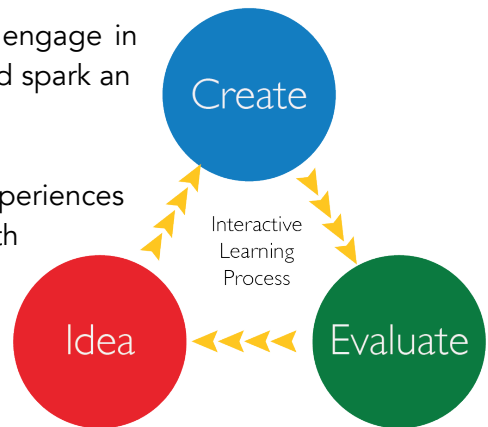 engage in
d spark an
Create
periences
th
Interactive
Learning
Process
Idea
Evaluate